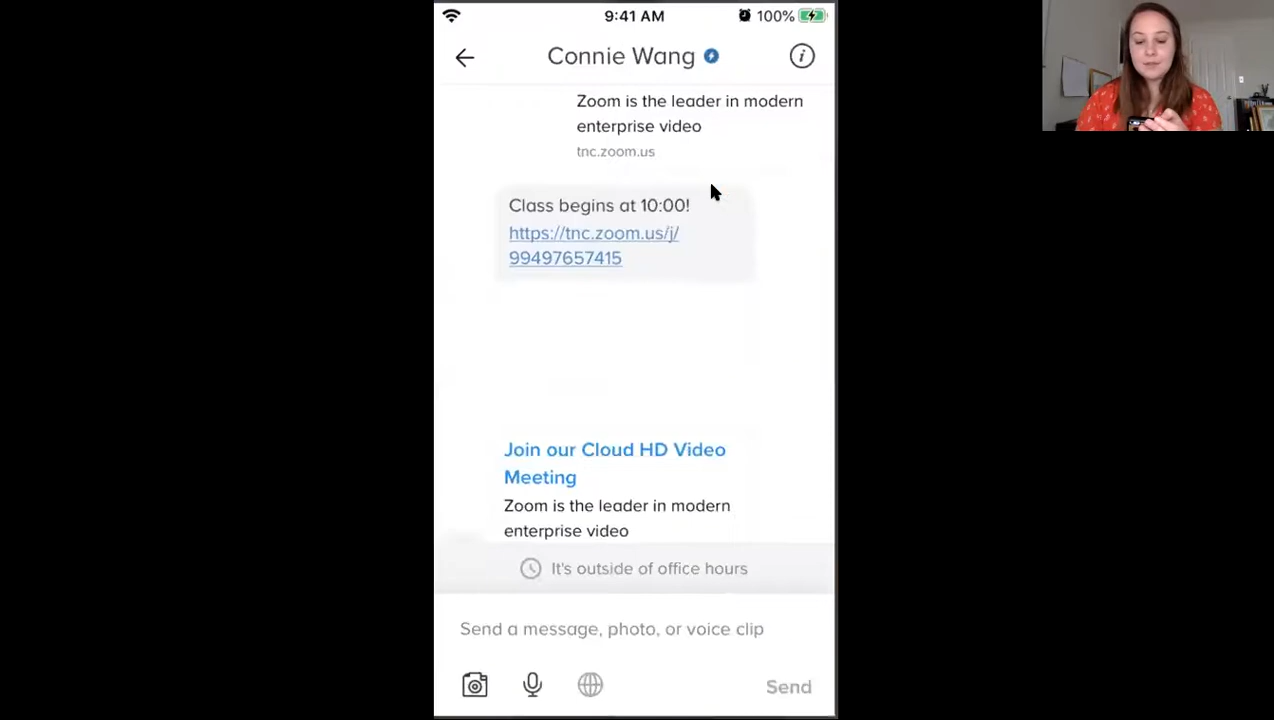 9:41 AM
100%
Connie Wang
Zoom is the leader in modern
enterprise video
tnc.zoom.us
Class begins at 10:00!
https://tnc.zoom.us/j/
99497657415
Join our Cloud HD Video
Meeting
Zoom is the leader in modern
enterprise video
It's outside of office hours
Send a message, photo, or voice clip
Send